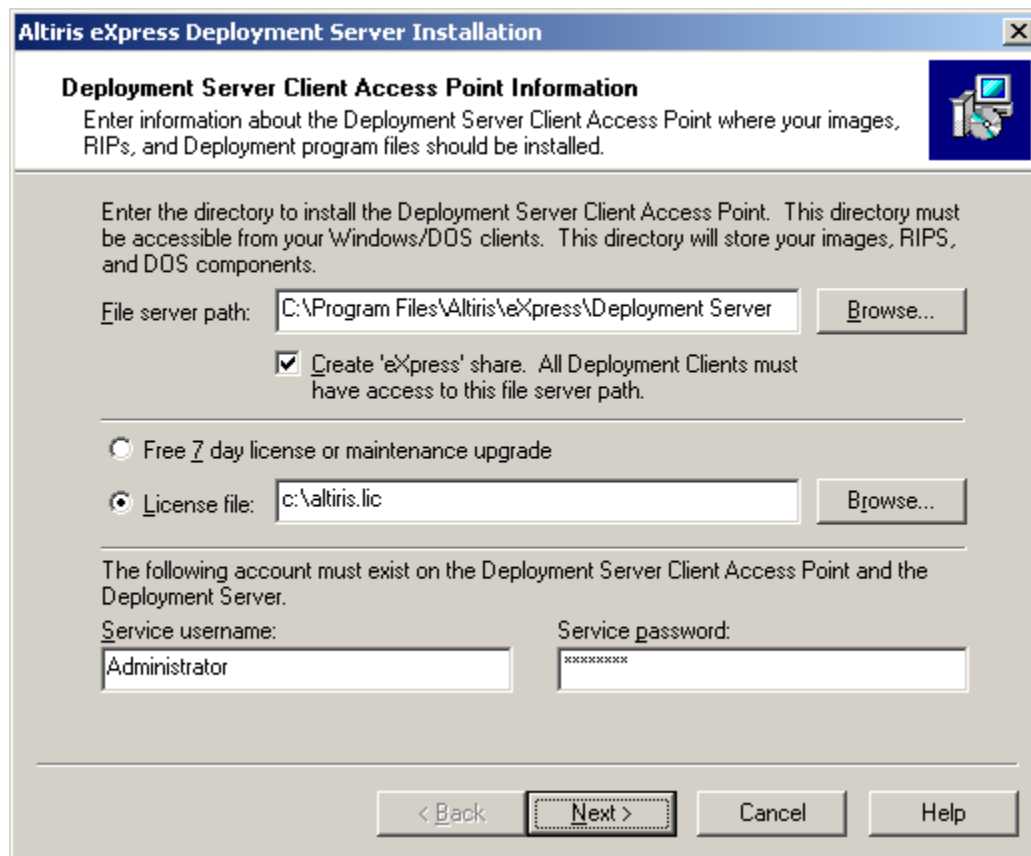 Altiris eXpress Deployment Server Installation
Deployment Server Client Access Point Information
Enter information about the Deployment Server Client Access Point where your images,
RIPs, and Deployment program files should be installed.
Enter the directory to install the Deployment Server Client Access Point.  This directory must
be accessible from your Windows/DOS clients.  This directory will store your images, RIPS,
and DOS components.
File server path: C:\Program Files\Altiris\eXpress\Deployment Server Browse...
Create 'eXpress' share.  All Deployment Clients must
have access to this file server path.
Free 7 day license or maintenance upgrade
License file: c:\altiris.lic Browse...
The following account must exist on the Deployment Server Client Access Point and the
Deployment Server.
Service username: Service password:
Administrator ××××××××
< Back Next > Cancel Help